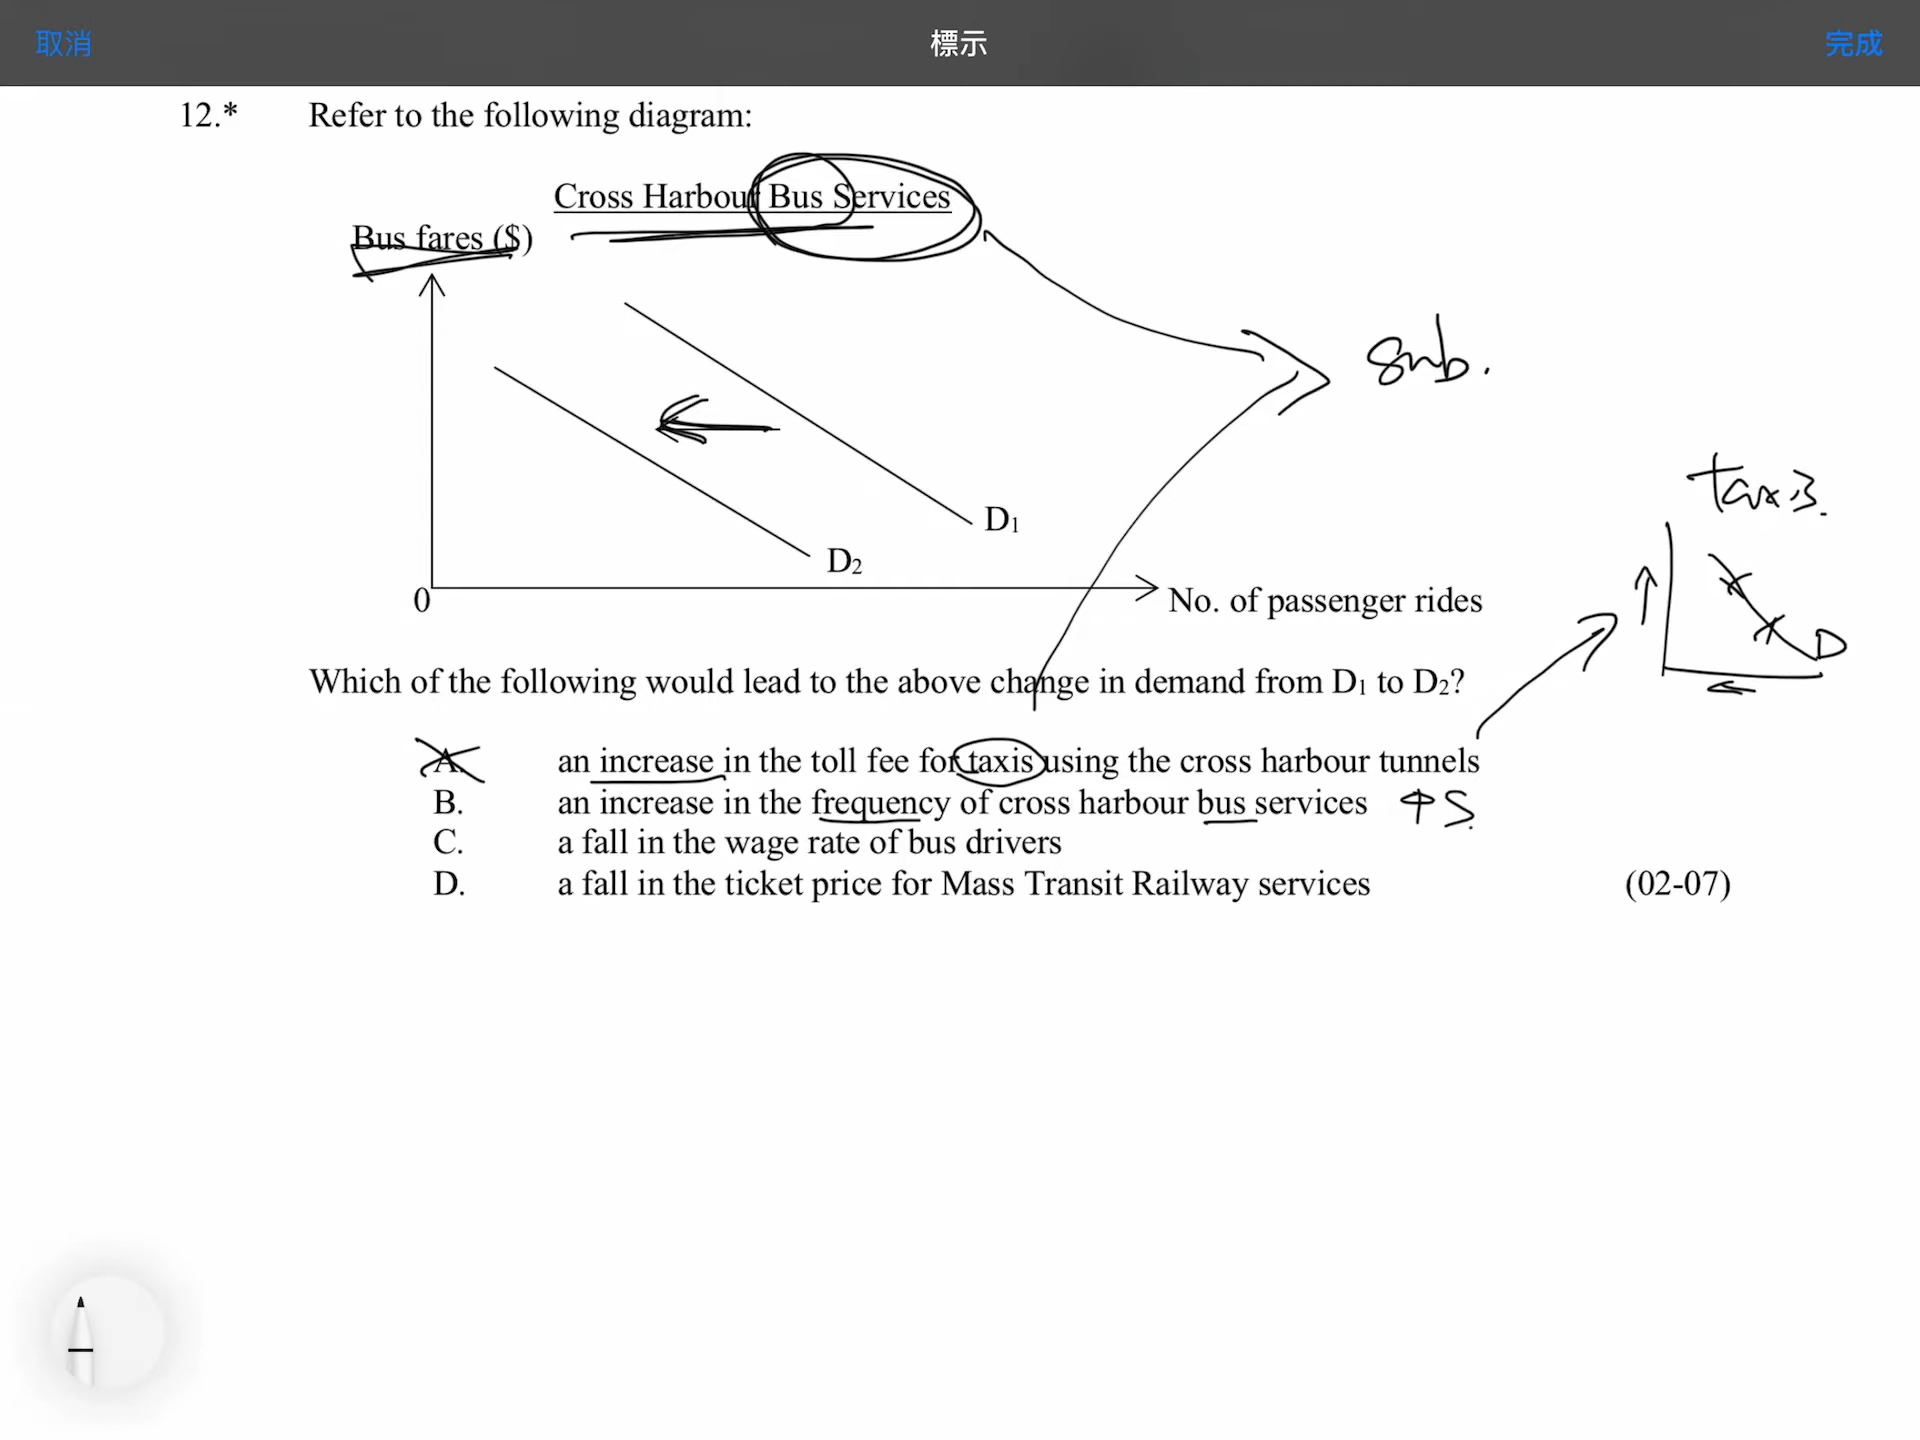 取消 標示 完成
12.* Refer to the following diagram:
Cross Harbour Bus Services
Bus fares ($)
sub.
taxi.
D1
D2
D
0
No. of passenger rides
Which of the following would lead to the above change in demand from D1 to D2?
A. an increase in the toll fee for taxis using the cross harbour tunnels
B. an increase in the frequency of cross harbour bus services ↑ S.
C. a fall in the wage rate of bus drivers
D. a fall in the ticket price for Mass Transit Railway services (02-07)